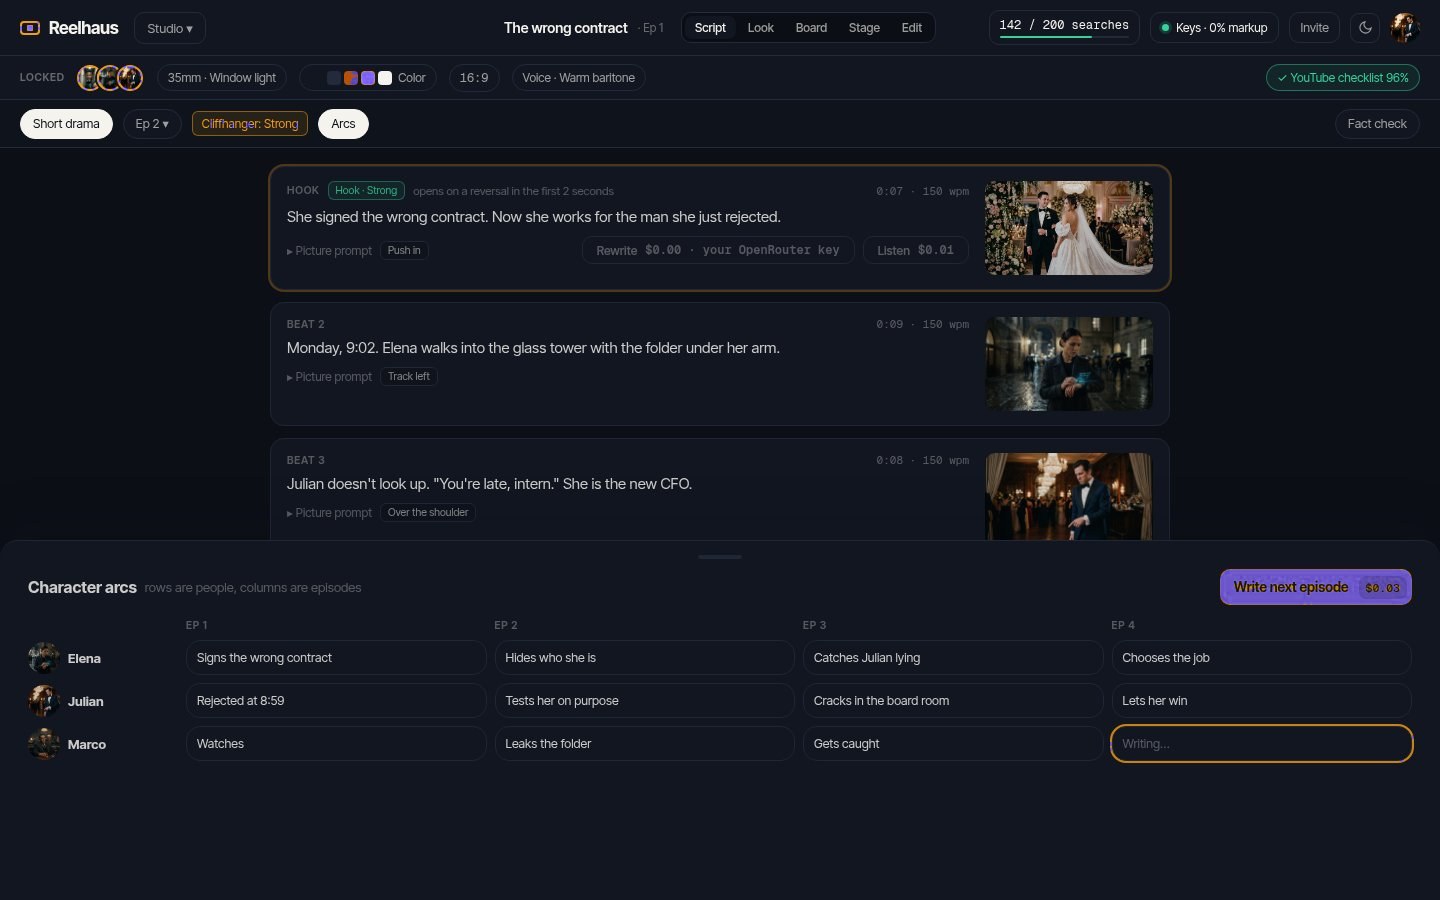 Reelhaus
Studio ▾
The wrong contract · Ep 1
Script Look Board Stage Edit
142 / 200 searches
Keys · 0% markup
Invite
LOCKED
35mm · Window light
Color
16:9
Voice · Warm baritone
✓ YouTube checklist 96%
Short drama
Ep 2 ▾
Cliffhanger: Strong
Arcs
Fact check
HOOK Hook · Strong opens on a reversal in the first 2 seconds 0:07 · 150 wpm
She signed the wrong contract. Now she works for the man she just rejected.
▸ Picture prompt Push in Rewrite $0.00 · your OpenRouter key Listen $0.01
BEAT 2 0:09 · 150 wpm
Monday, 9:02. Elena walks into the glass tower with the folder under her arm.
▸ Picture prompt Track left
BEAT 3 0:08 · 150 wpm
Julian doesn't look up. "You're late, intern." She is the new CFO.
▸ Picture prompt Over the shoulder
Character arcs rows are people, columns are episodes
Write next episode $0.03
EP 1 EP 2 EP 3 EP 4
Elena Signs the wrong contract Hides who she is Catches Julian lying Chooses the job
Julian Rejected at 8:59 Tests her on purpose Cracks in the board room Lets her win
Marco Watches Leaks the folder Gets caught Writing...